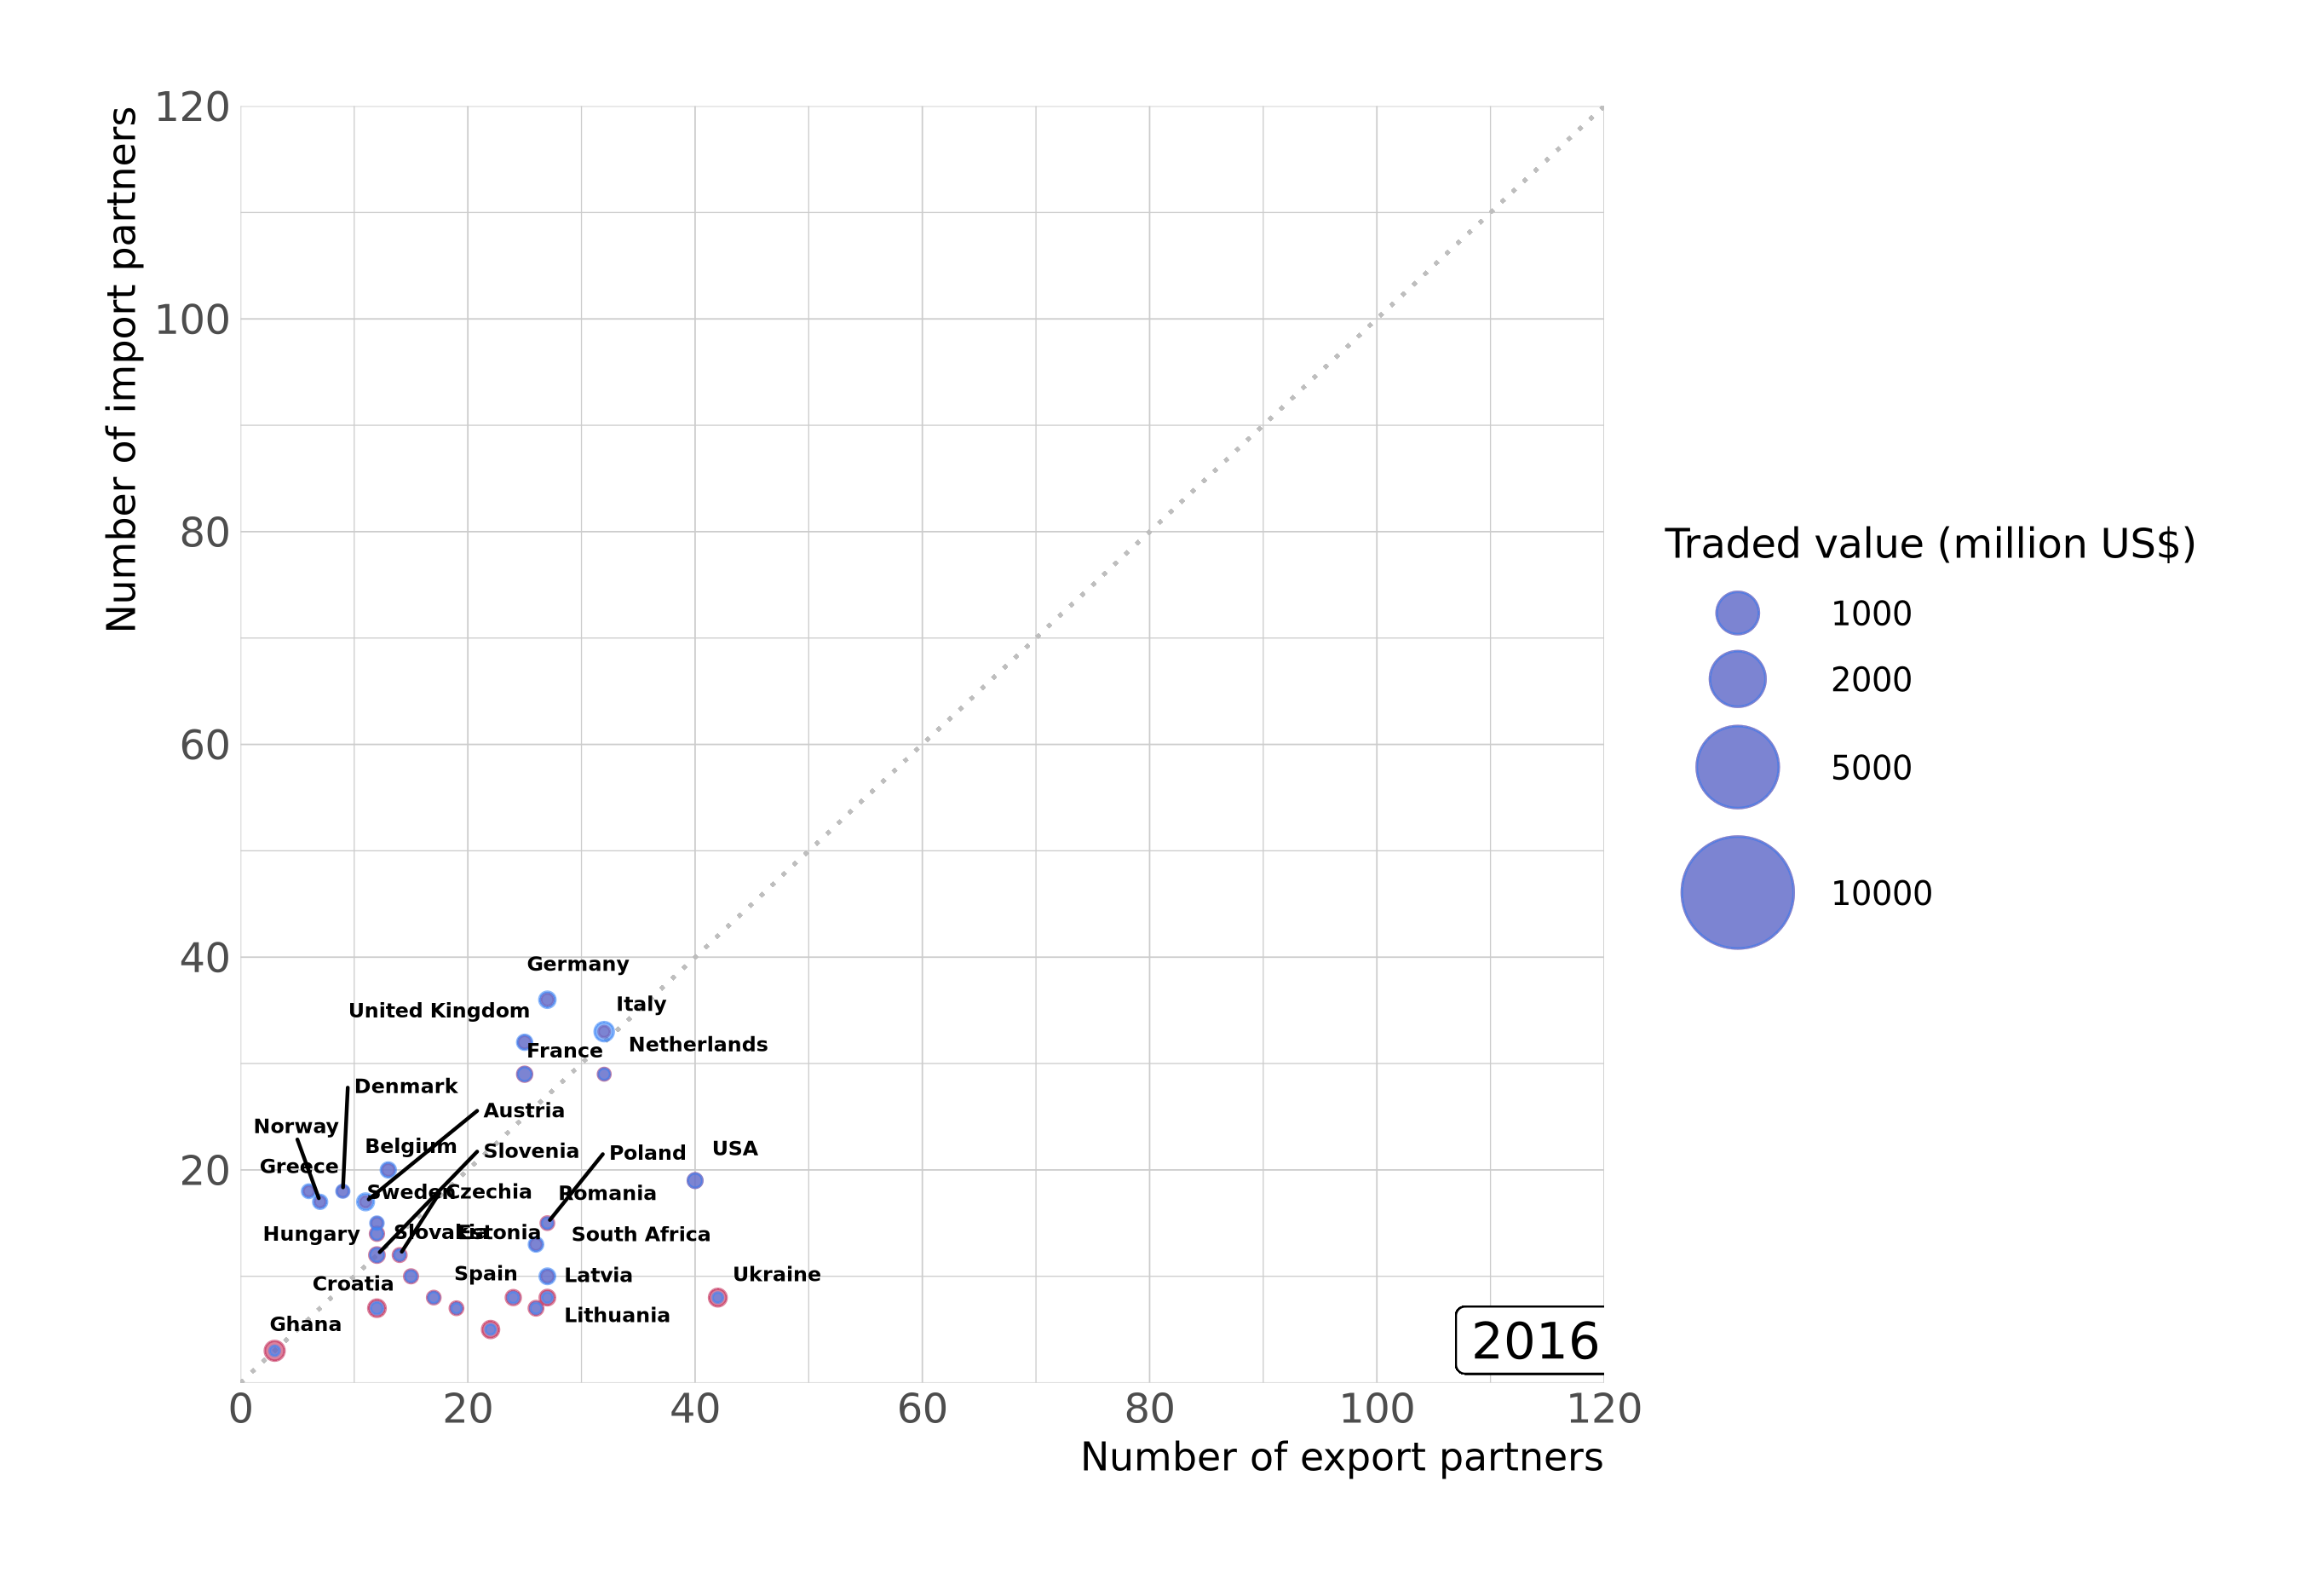 Number of import partners
120
100
80
60
40
20
Germany
Italy
United Kingdom
Netherlands
France
Denmark
Austria
Norway
Belgium
Slovenia
Poland
USA
Greece
Sweden
Czechia
Romania
Hungary
Slovakia
Estonia
South Africa
Spain
Latvia
Ukraine
Croatia
Lithuania
Ghana
2016
0 20 40 60 80 100 120
Number of export partners
Traded value (million US$)
1000
2000
5000
10000